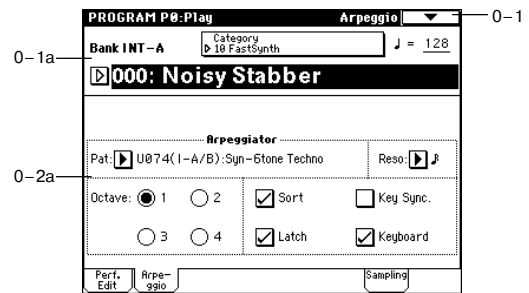 PROGRAM P0:Play Arpeggio
0–1
Bank INT–A
Category
10 FastSynth
♩ = 128
0–1a
000: Noisy Stabber
Arpeggiator
Pat: U074(I-A/B):Syn-6tone Techno
Reso: ♪
0–2a
Octave: 1 2
Sort
Key Sync.
3 4
Latch
Keyboard
Perf. Edit
Arpe- ggio
Sampling